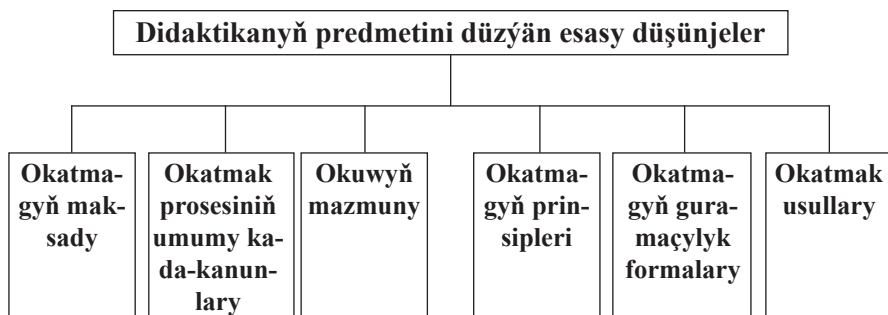 Didaktikanyň predmetini düzýän esasy düşünjeler
Okatma-
gyň mak-
sady
Okatmak
prosesiniň
umumy ka-
da-kanun-
lary
Okuwyň
mazmuny
Okatma-
gyň prin-
sipleri
Okatma-
gyň gura-
maçylyk
formalary
Okatmak
usullary